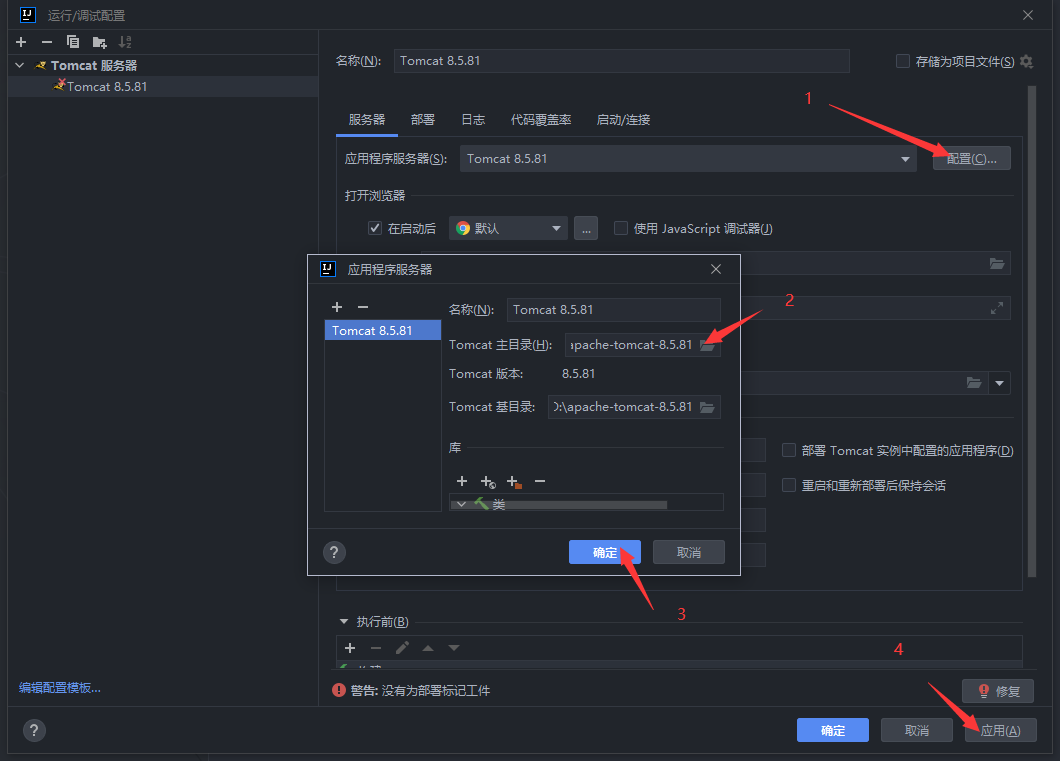 运行/调试配置
Tomcat 服务器
Tomcat 8.5.81
名称(N):
Tomcat 8.5.81
存储为项目文件(S)
1
服务器
部署
日志
代码覆盖率
启动/连接
应用程序服务器(S):
Tomcat 8.5.81
配置(C)...
打开浏览器
在启动后
默认
...
使用 JavaScript 调试器(J)
应用程序服务器
2
Tomcat 8.5.81
名称(N):
Tomcat 8.5.81
Tomcat 主目录(H):
apache-tomcat-8.5.81
Tomcat 版本:
8.5.81
Tomcat 基目录:
D:\apache-tomcat-8.5.81
库
类
?
确定
取消
部署 Tomcat 实例中配置的应用程序(D)
重启和重新部署后保持会话
3
执行前(B)
4
编辑配置模板...
警告: 没有为部署标记工件
修复
?
确定
取消
应用(A)